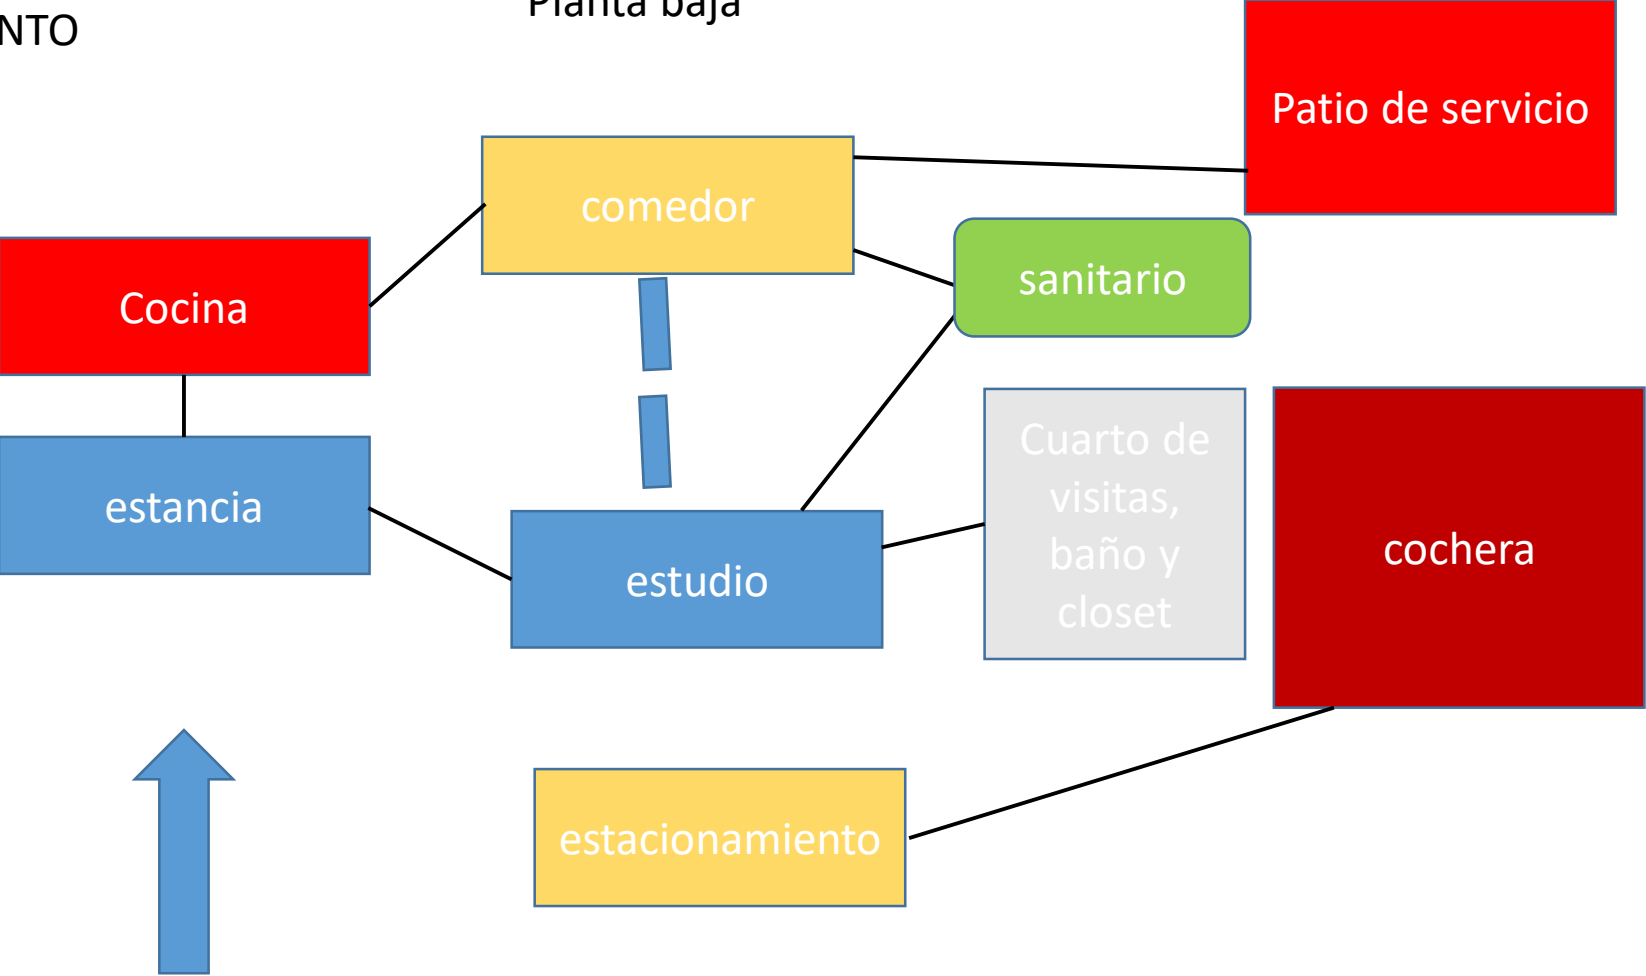 NTO
Planta baja
Patio de servicio
comedor
sanitario
Cocina
Cuarto de
visitas,
baño y
closet
estancia
cochera
estudio
estacionamiento